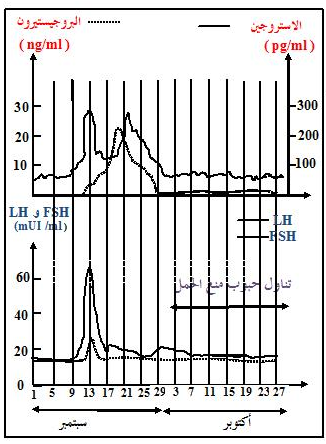 البروجيستيرون الاستروجين
( ng/ml ) ( pg/ml )
30 300
20 200
10 100
LH و FSH
(mUI /ml)
LH
FSH
60
تناول حبوب منع الحمل
40
20
0
1 5 9 13 17 21 25 29 3 7 11 15 19 23 27
سبتمبر أكتوبر